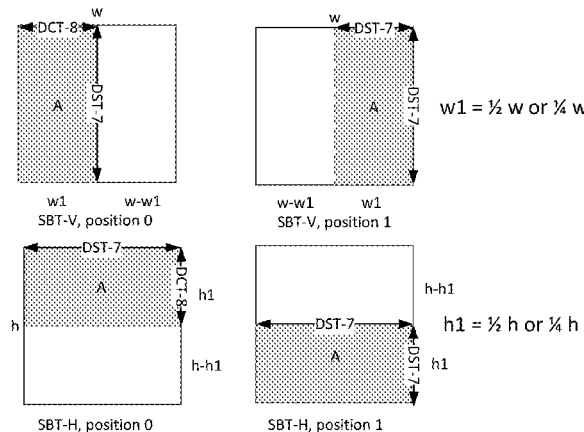 w
DCT-8
DST-7
A
w1
w-w1
SBT-V, position 0
w
DST-7
DST-7
A
w-w1
w1
SBT-V, position 1
w1 = ½ w or ¼ w
DST-7
DCT-8
A
h1
h
h-h1
SBT-H, position 0
h-h1
DST-7
DST-7
A
h1
SBT-H, position 1
h1 = ½ h or ¼ h